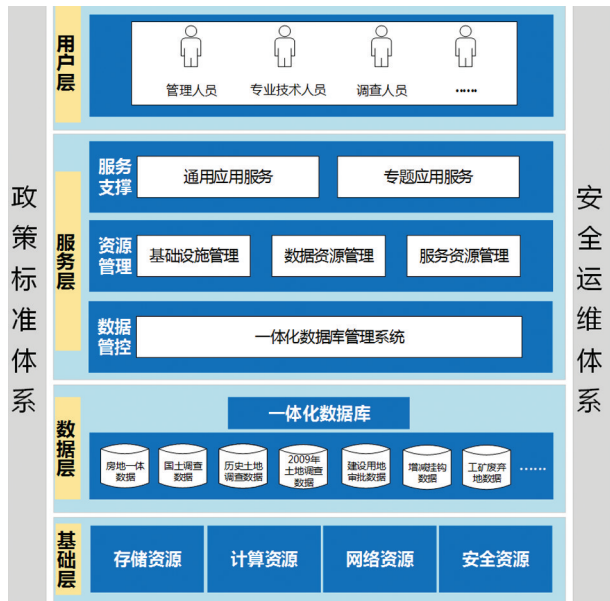 政策标准体系
用户层
管理人员
专业技术人员
调查人员
......
服务层
服务
支撑
通用应用服务
专题应用服务
资源
管理
基础设施管理
数据资源管理
服务资源管理
数据
管控
一体化数据库管理系统
数据层
一体化数据库
房地一体
数据
国土调查
数据
历史土地
调查数据
2009年
土地调查
数据
建设用地
审批数据
增减挂钩
数据
工矿废弃
地数据
......
基础层
存储资源
计算资源
网络资源
安全资源
安全运维体系